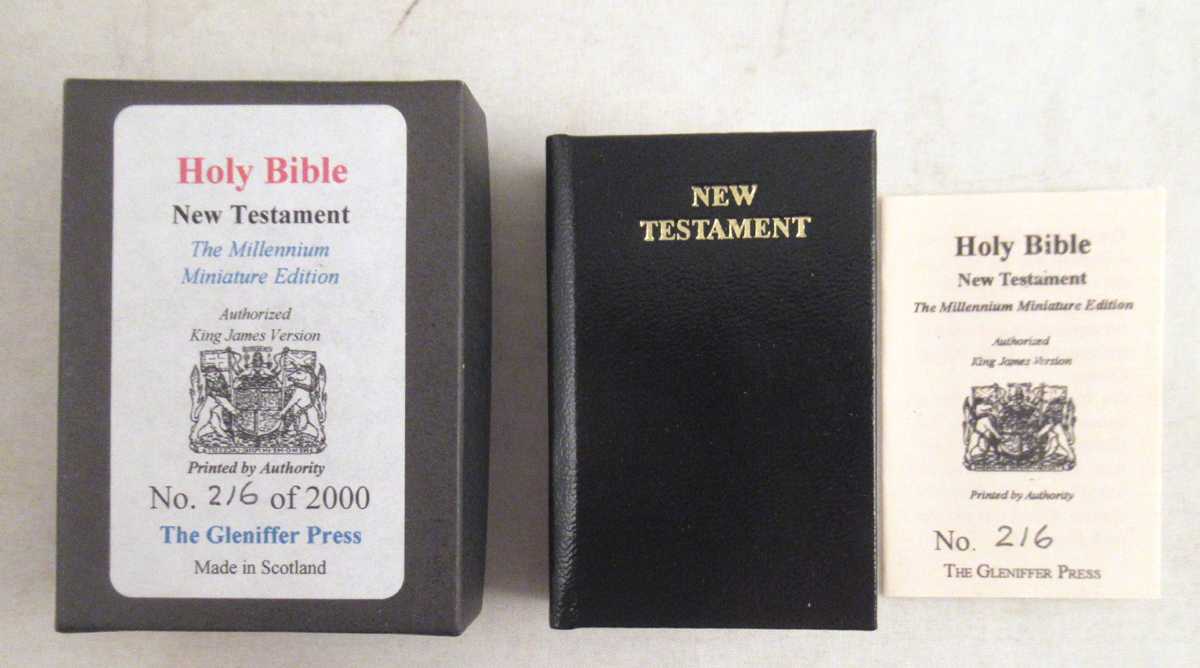 Holy Bible
New Testament
The Millennium
Miniature Edition
Authorized
King James Version
Printed by Authority
No. 216 of 2000
The Gleniffer Press
Made in Scotland
NEW
TESTAMENT
Holy Bible
New Testament
The Millennium Miniature Edition
Authorized
King James Version
Printed by Authority
No. 216
THE GLENIFFER PRESS